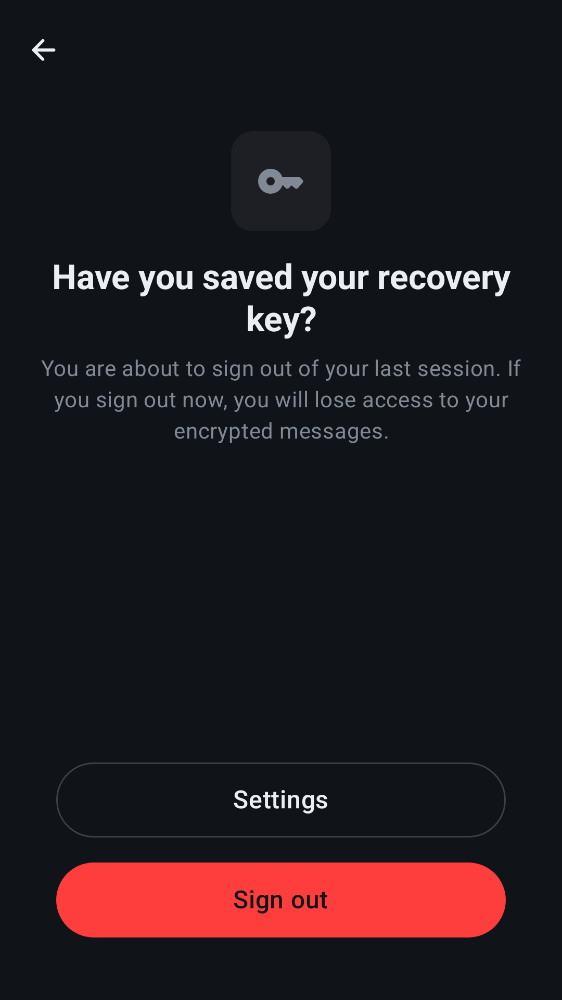 Have you saved your recovery
key?
You are about to sign out of your last session. If
you sign out now, you will lose access to your
encrypted messages.
Settings
Sign out